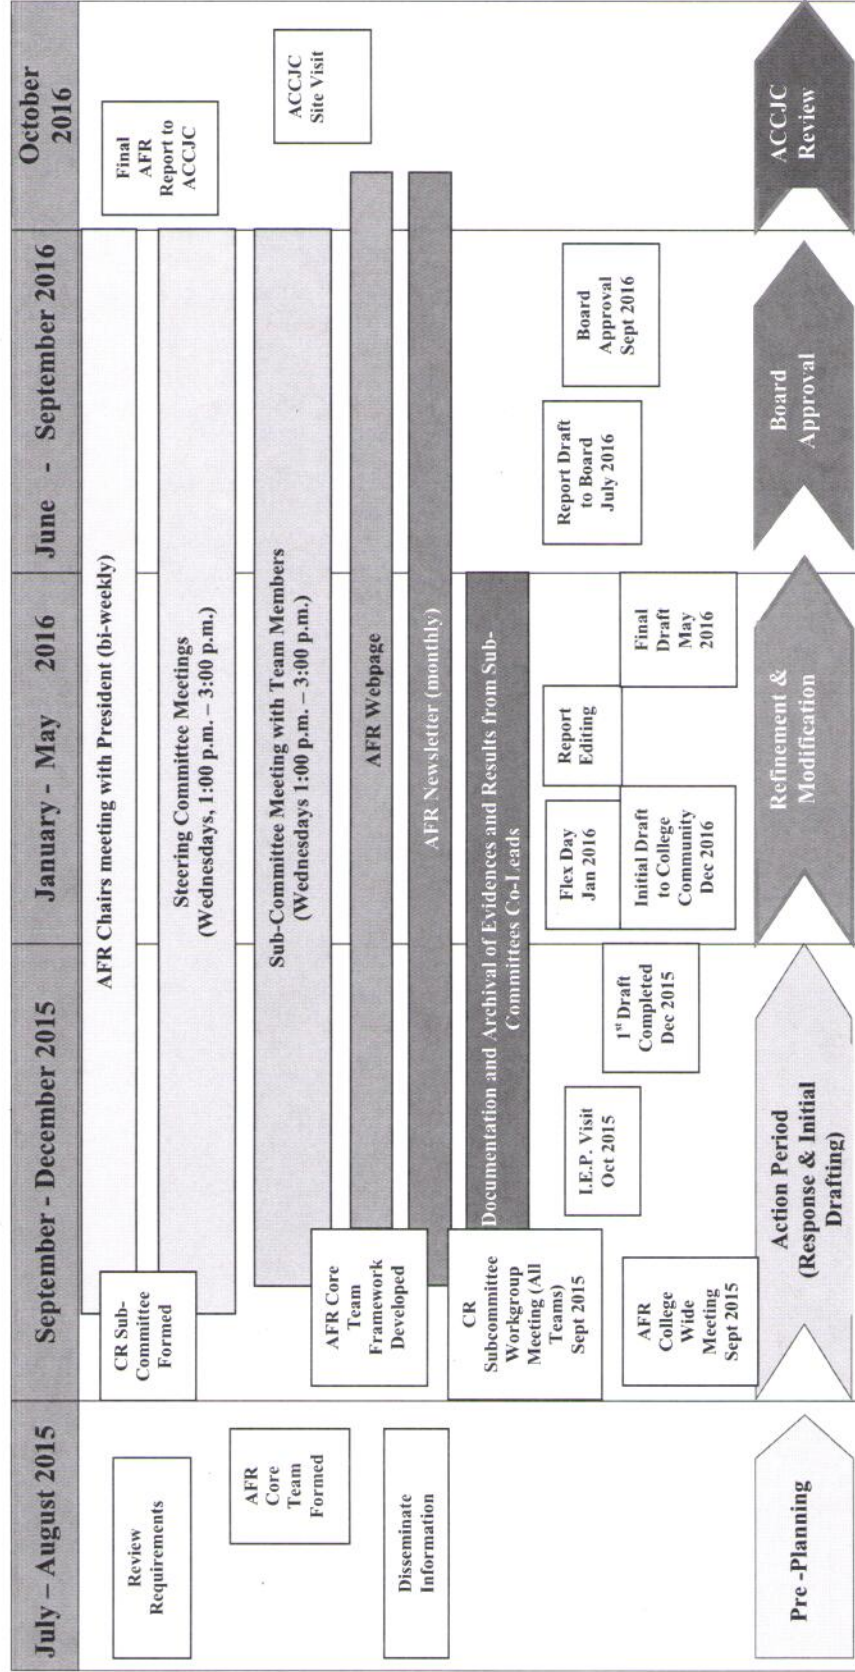 July – August 2015
September - December 2015
January - May 2016
June - September 2016
October
2016
Review
Requirements
AFR
Core
Team
Formed
Disseminate
Information
CR Sub-
Committee
Formed
AFR Core
Team
Framework
Developed
CR
Subcommittee
Workgroup
Meeting (All
Teams)
Sept 2015
AFR
College
Wide
Meeting
Sept 2015
AFR Chairs meeting with President (bi-weekly)
Steering Committee Meetings
(Wednesdays, 1:00 p.m. – 3:00 p.m.)
Sub-Committee Meeting with Team Members
(Wednesdays 1:00 p.m. – 3:00 p.m.)
AFR Webpage
AFR Newsletter (monthly)
Documentation and Archival of Evidences and Results from Sub-
Committees Co-Leads
I.E.P. Visit
Oct 2015
1st Draft
Completed
Dec 2015
Flex Day
Jan 2016
Initial Draft
to College
Community
Dec 2016
Report
Editing
Final
Draft
May
2016
Report Draft
to Board
July 2016
Board
Approval
Sept 2016
Final
AFR
Report to
ACCJC
ACCJC
Site Visit
Pre -Planning
Action Period
(Response & Initial
Drafting)
Refinement &
Modification
Board
Approval
ACCJC
Review